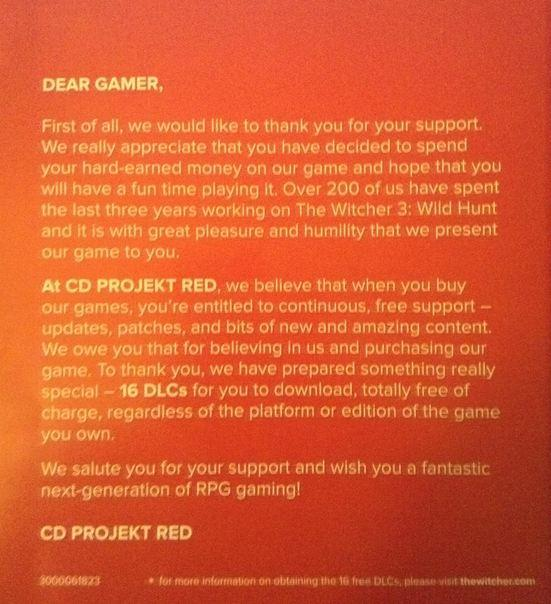 DEAR GAMER,
First of all, we would like to thank you for your support.
We really appreciate that you have decided to spend
your hard-earned money on our game and hope that you
will have a fun time playing it. Over 200 of us have spent
the last three years working on The Witcher 3: Wild Hunt
and it is with great pleasure and humility that we present
our game to you.
At CD PROJEKT RED, we believe that when you buy
our games, you're entitled to continuous, free support –
updates, patches, and bits of new and amazing content.
We owe you that for believing in us and purchasing our
game. To thank you, we have prepared something really
special – 16 DLCs for you to download, totally free of
charge, regardless of the platform or edition of the game
you own.
We salute you for your support and wish you a fantastic
next-generation of RPG gaming!
CD PROJEKT RED
3000061823 * for more information on obtaining the 16 free DLCs, please visit thewitcher.com